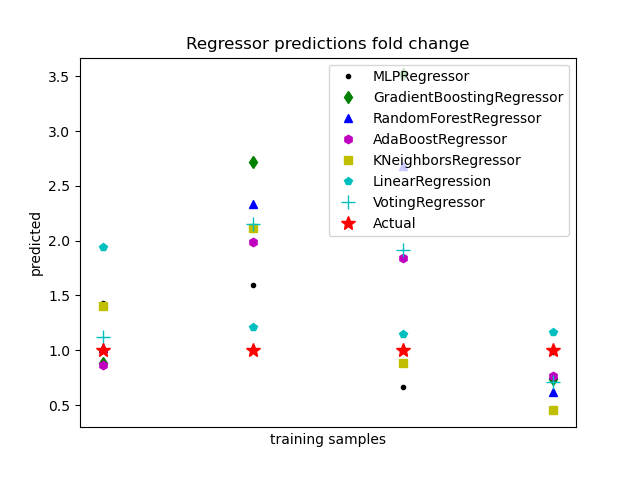 Regressor predictions fold change
3.5
3.0
2.5
2.0
1.5
1.0
0.5
predicted
training samples
MLPRegressor
GradientBoostingRegressor
RandomForestRegressor
AdaBoostRegressor
KNeighborsRegressor
LinearRegression
VotingRegressor
Actual